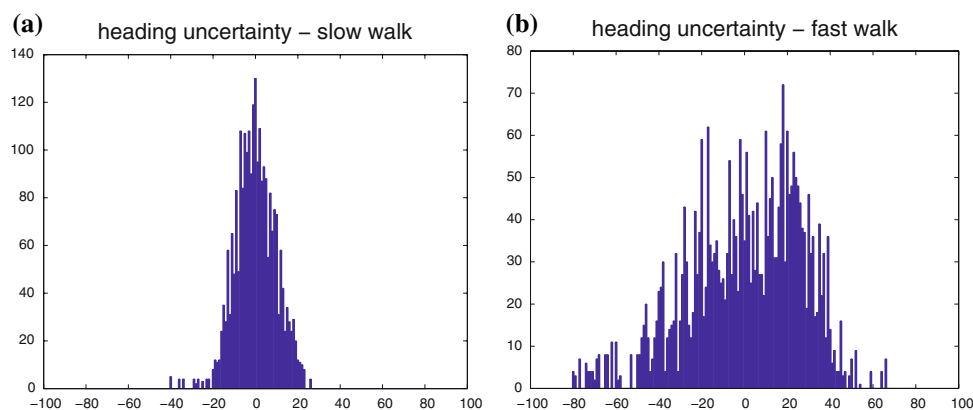 (a)
heading uncertainty – slow walk
140
120
100
80
60
40
20
0
−100 −80 −60 −40 −20 0 20 40 60 80 100
(b)
heading uncertainty – fast walk
80
70
60
50
40
30
20
10
0
−100 −80 −60 −40 −20 0 20 40 60 80 100